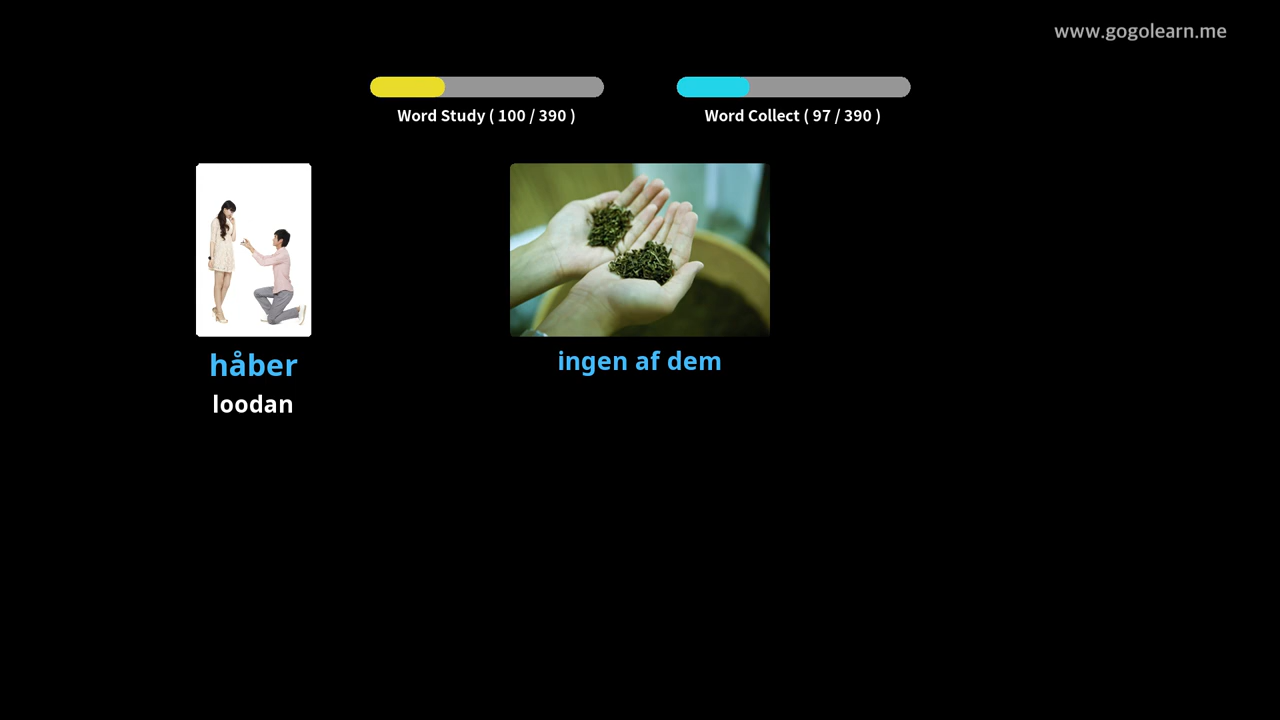 www.gogolearn.me
Word Study ( 100 / 390 )
Word Collect ( 97 / 390 )
håber
loodan
ingen af dem